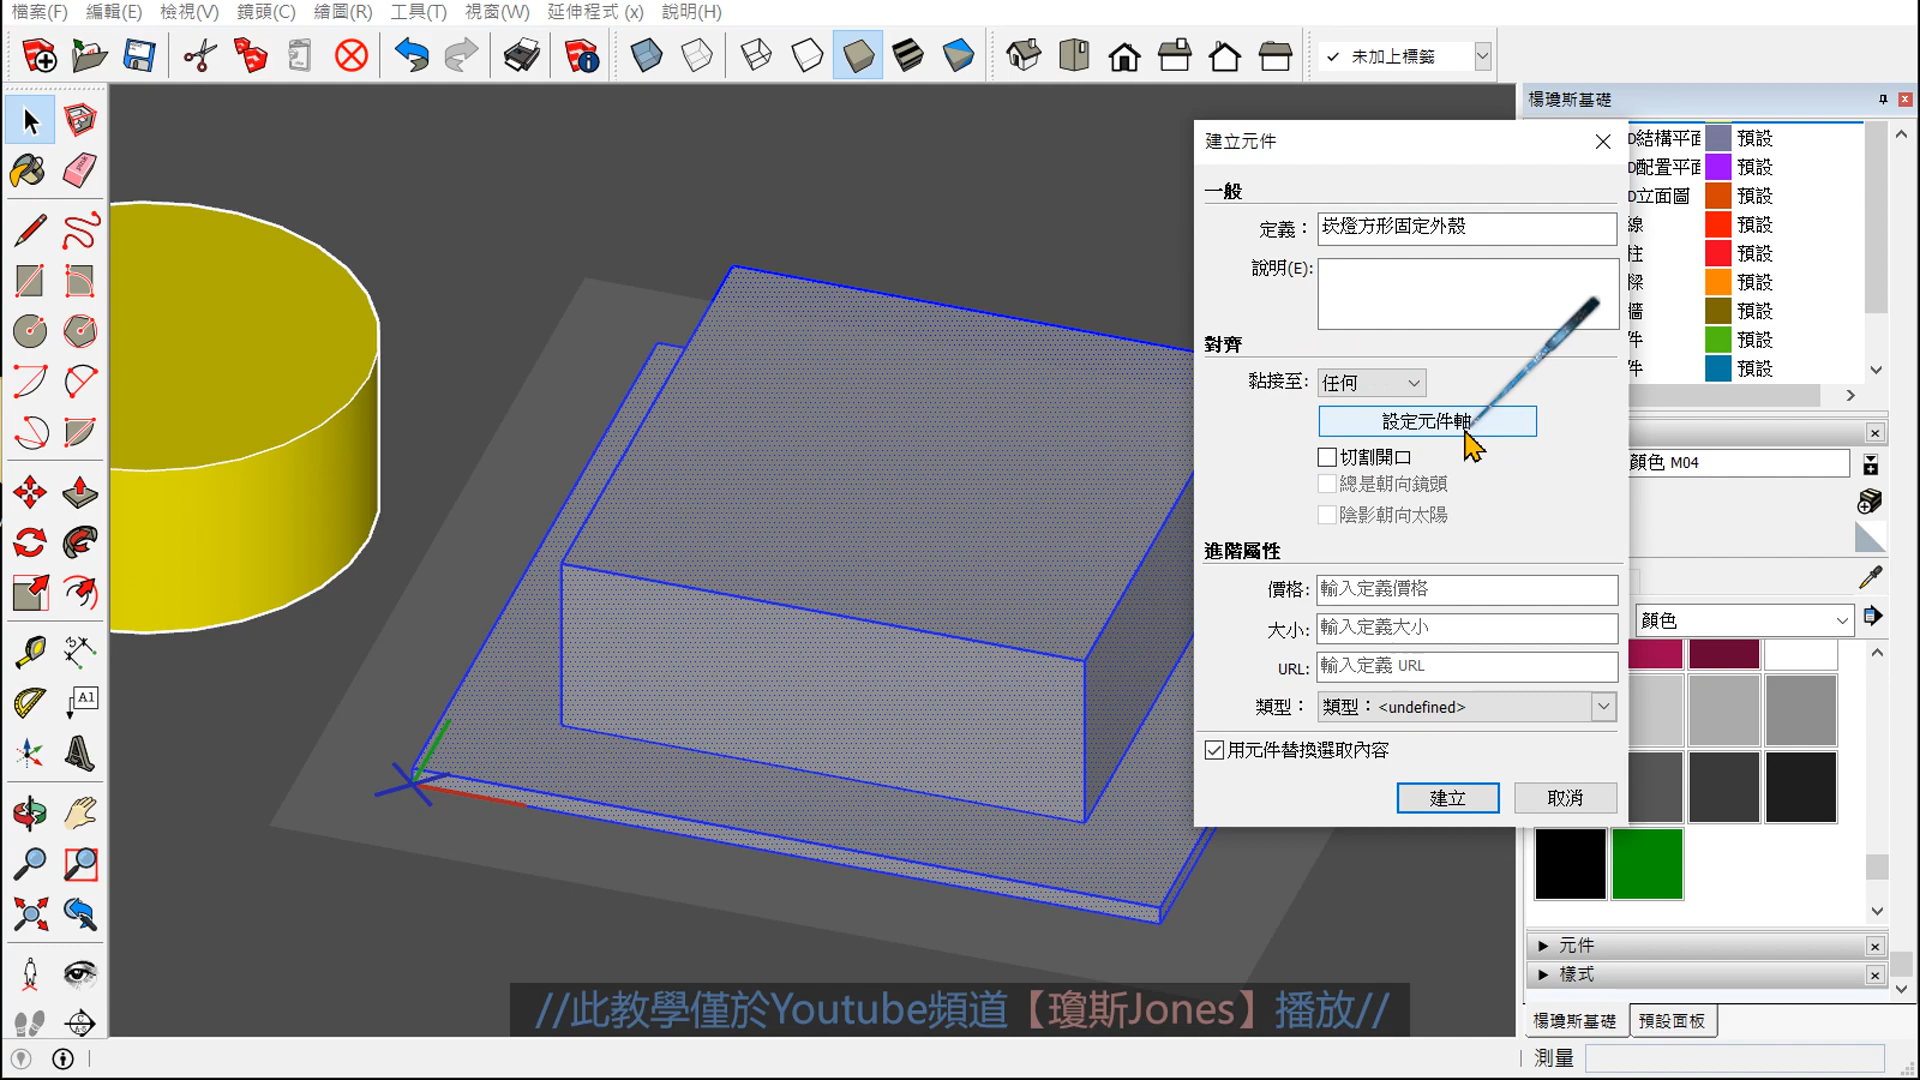 檔案(F) 編輯(E) 檢視(V) 鏡頭(C) 繪圖(R) 工具(T) 視窗(W) 延伸程式 (x) 說明(H)
✓ 未加上標籤
楊瓊斯基礎
建立元件
一般
定義： 崁燈方形固定外殼
說明(E):
對齊
黏接至: 任何
設定元件軸
切割開口
總是朝向鏡頭
陰影朝向太陽
進階屬性
價格: 輸入定義價格
大小: 輸入定義大小
URL: 輸入定義 URL
類型： 類型：<undefined>
用元件替換選取內容
建立 取消
D結構平面 預設
D配置平面 預設
D立面圖 預設
線 預設
柱 預設
樑 預設
牆 預設
件 預設
件 預設
顏色 M04
顏色
元件
樣式
楊瓊斯基礎 預設面板
測量
A1
//此教學僅於Youtube頻道【瓊斯Jones】播放//